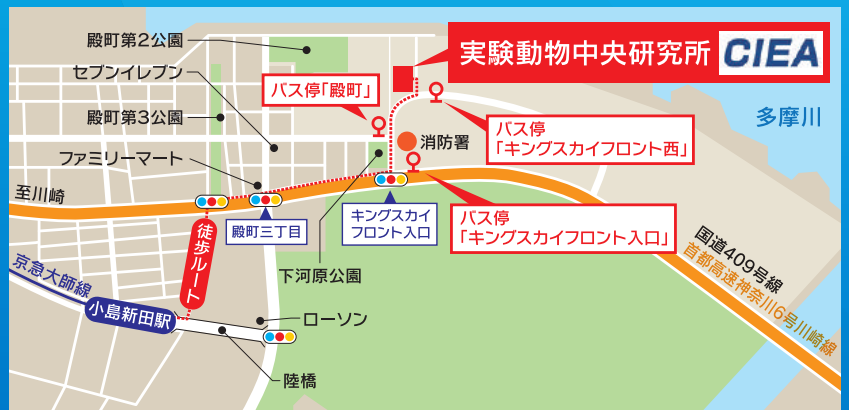 殿町第2公園
セブンイレブン
殿町第3公園
ファミリーマート
至川崎
実験動物中央研究所 CIEA
バス停「殿町」
消防署
多摩川
バス停
「キングスカイフロント西」
バス停
「キングスカイフロント入口」
殿町三丁目
キングスカイ
フロント入口
徒歩ルート
下河原公園
国道409号線
首都高速神奈川6号川崎線
京急大師線
小島新田駅
ローソン
陸橋